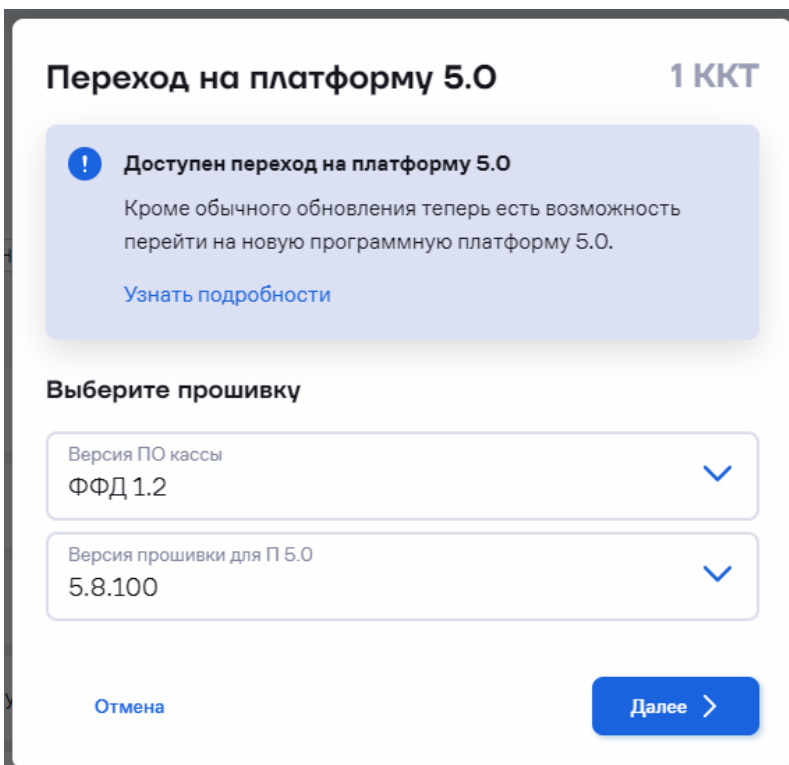 Переход на платформу 5.0
1 ККТ
Доступен переход на платформу 5.0
Кроме обычного обновления теперь есть возможность
перейти на новую программную платформу 5.0.
Узнать подробности
Выберите прошивку
Версия ПО кассы
ФФД 1.2
Версия прошивки для П 5.0
5.8.100
Отмена
Далее